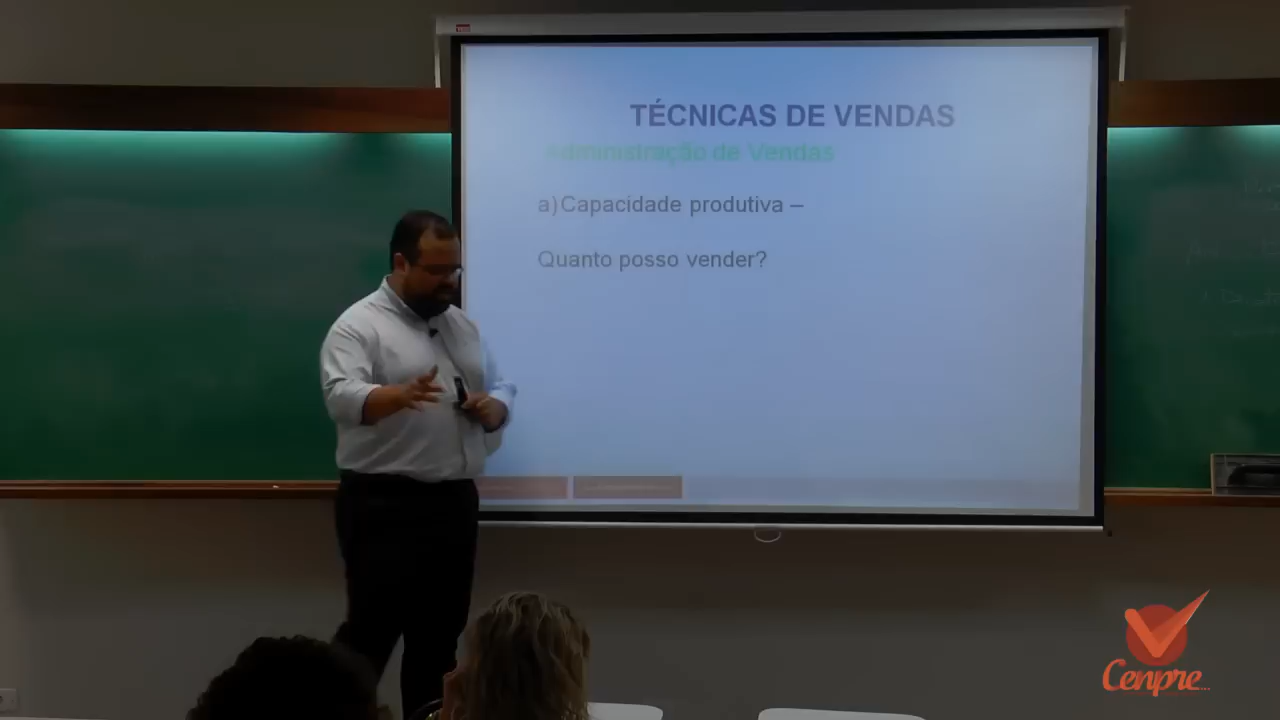 TÉCNICAS DE VENDAS
Administração de Vendas
a)Capacidade produtiva –
Quanto posso vender?
Cenpre...